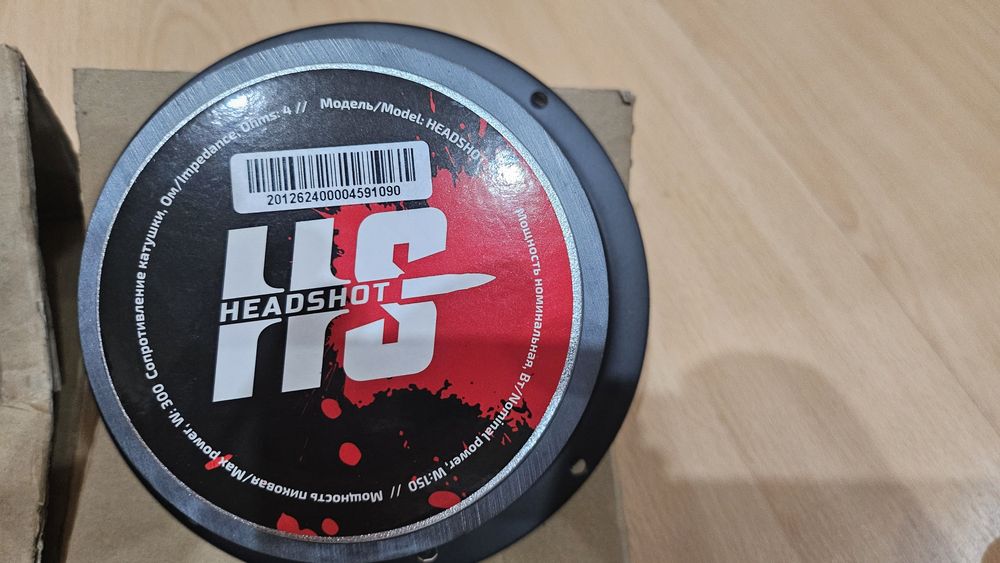 Модель/Model: HEADSHOT
Мощность номинальная, Вт/Nominal power, W:150 //
Мощность пиковая/Max power, W: 300
Сопротивление катушки, Ом/Impedance, Ohms: 4 //
201262400004591090
HS
HEADSHOT